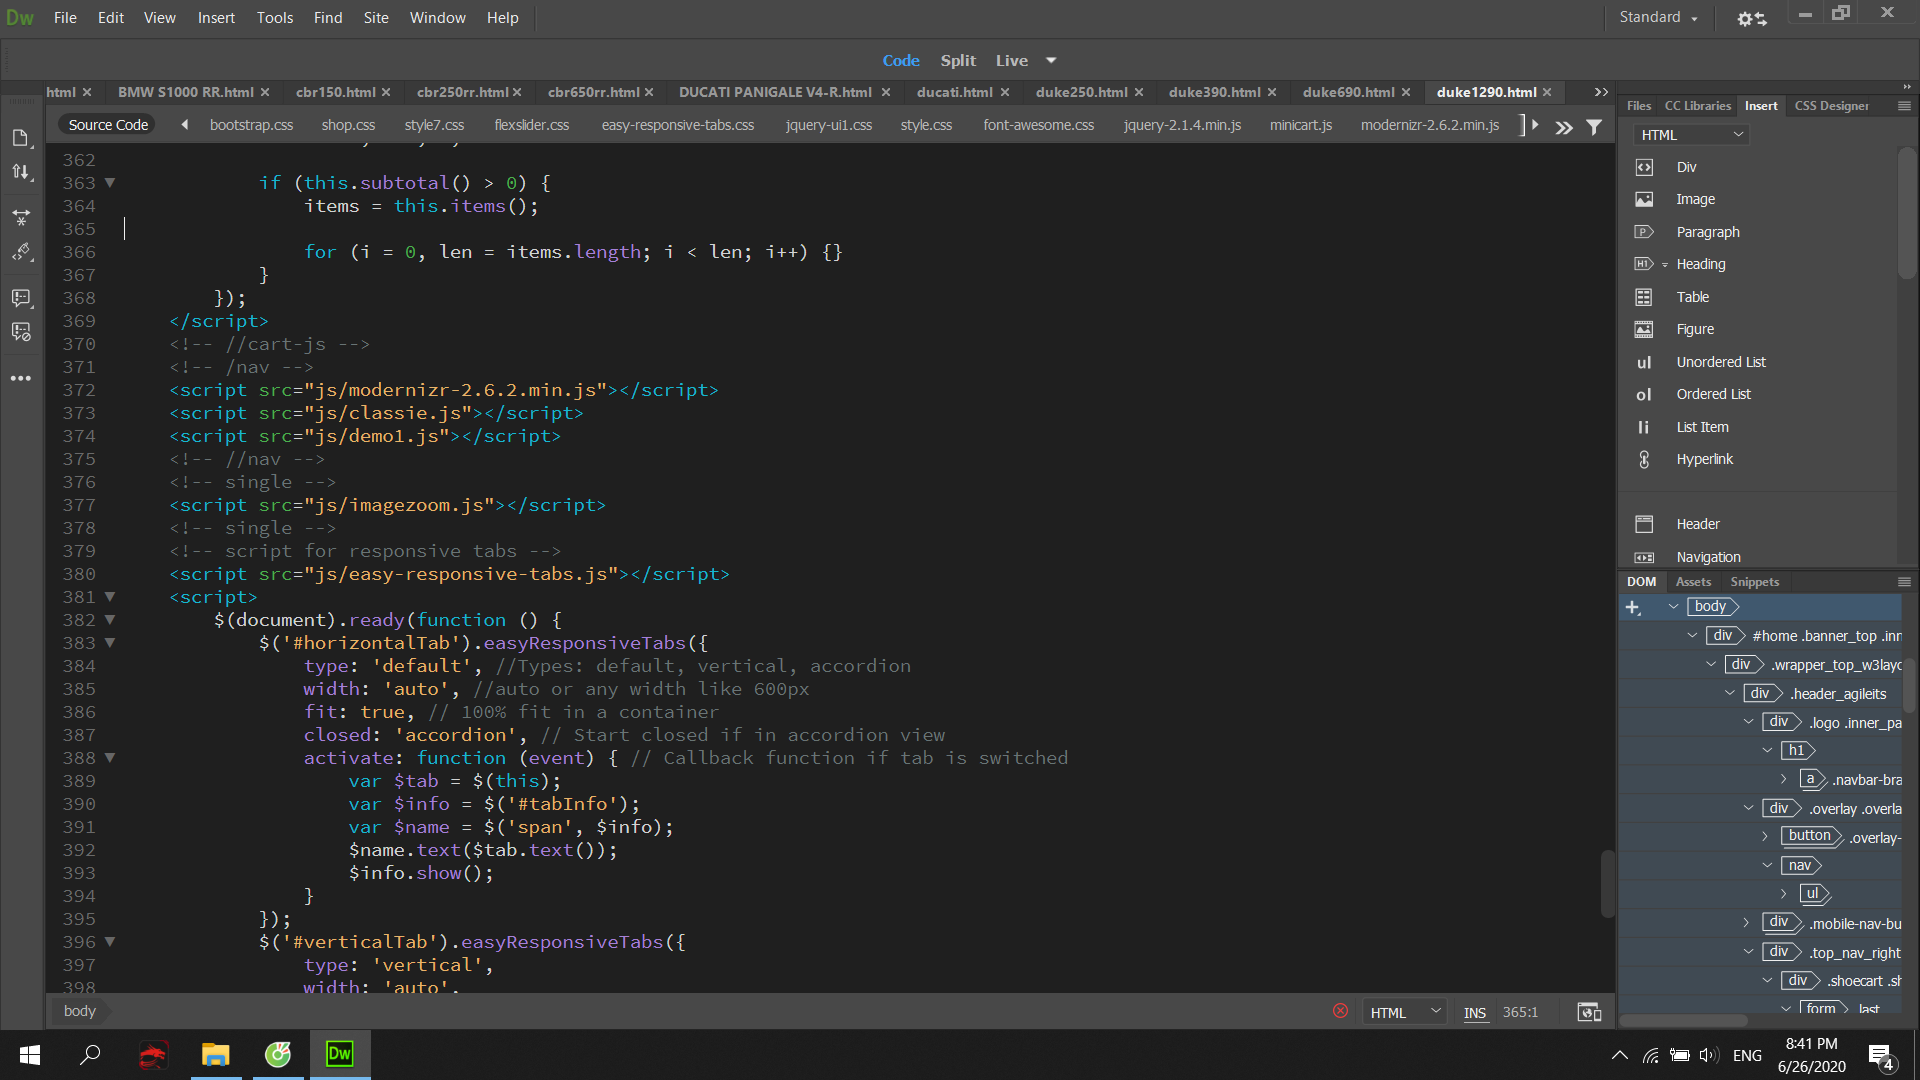 Dw File Edit View Insert Tools Find Site Window Help Standard
Code Split Live
html BMW S1000 RR.html cbr150.html cbr250rr.html cbr650rr.html DUCATI PANIGALE V4-R.html ducati.html duke250.html duke390.html duke690.html duke1290.html
Source Code bootstrap.css shop.css style7.css flexslider.css easy-responsive-tabs.css jquery-ui1.css style.css font-awesome.css jquery-2.1.4.min.js minicart.js modernizr-2.6.2.min.js
362
363 if (this.subtotal() > 0) {
364 items = this.items();
365
366 for (i = 0, len = items.length; i < len; i++) {}
367 }
368 });
369 </script>
370 <!-- //cart-js -->
371 <!-- /nav -->
372 <script src="js/modernizr-2.6.2.min.js"></script>
373 <script src="js/classie.js"></script>
374 <script src="js/demo1.js"></script>
375 <!-- //nav -->
376 <!-- single -->
377 <script src="js/imagezoom.js"></script>
378 <!-- single -->
379 <!-- script for responsive tabs -->
380 <script src="js/easy-responsive-tabs.js"></script>
381 <script>
382 $(document).ready(function () {
383 $('#horizontalTab').easyResponsiveTabs({
384 type: 'default', //Types: default, vertical, accordion
385 width: 'auto', //auto or any width like 600px
386 fit: true, // 100% fit in a container
387 closed: 'accordion', // Start closed if in accordion view
388 activate: function (event) { // Callback function if tab is switched
389 var $tab = $(this);
390 var $info = $('#tabInfo');
391 var $name = $('span', $info);
392 $name.text($tab.text());
393 $info.show();
394 }
395 });
396 $('#verticalTab').easyResponsiveTabs({
397 type: 'vertical',
398 width: 'auto',
body HTML INS 365:1
Files CC Libraries Insert CSS Designer
HTML
Div
Image
Paragraph
Heading
Table
Figure
ul Unordered List
ol Ordered List
li List Item
Hyperlink
Header
Navigation
DOM Assets Snippets
body
div #home .banner_top .inn
div .wrapper_top_w3layo
div .header_agileits
div .logo .inner_pa
h1
a .navbar-bra
div .overlay .overla
button .overlay-
nav
ul
div .mobile-nav-bu
div .top_nav_right
div .shoecart .sh
form .last
Dw ENG 8:41 PM
6/26/2020 4